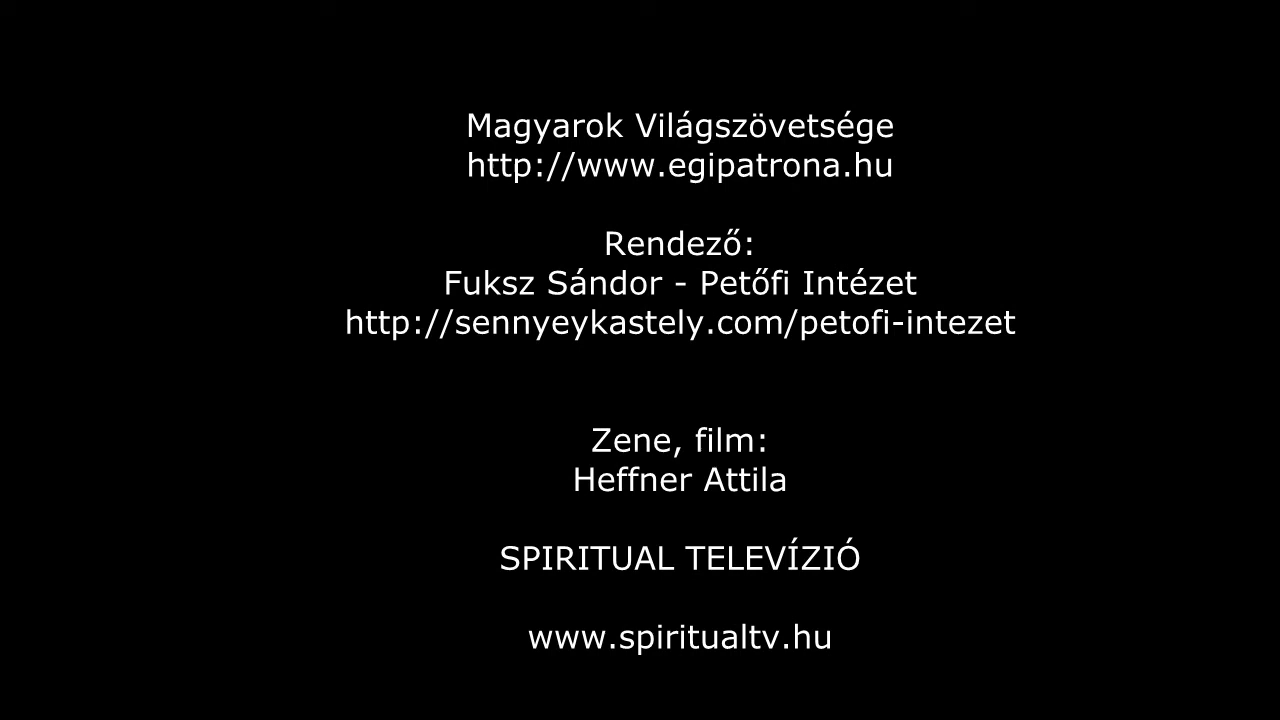 Magyarok Világszövetsége
http://www.egipatrona.hu
Rendező:
Fuksz Sándor - Petőfi Intézet
http://sennyeykastely.com/petofi-intezet
Zene, film:
Heffner Attila
SPIRITUAL TELEVÍZIÓ
www.spiritualtv.hu